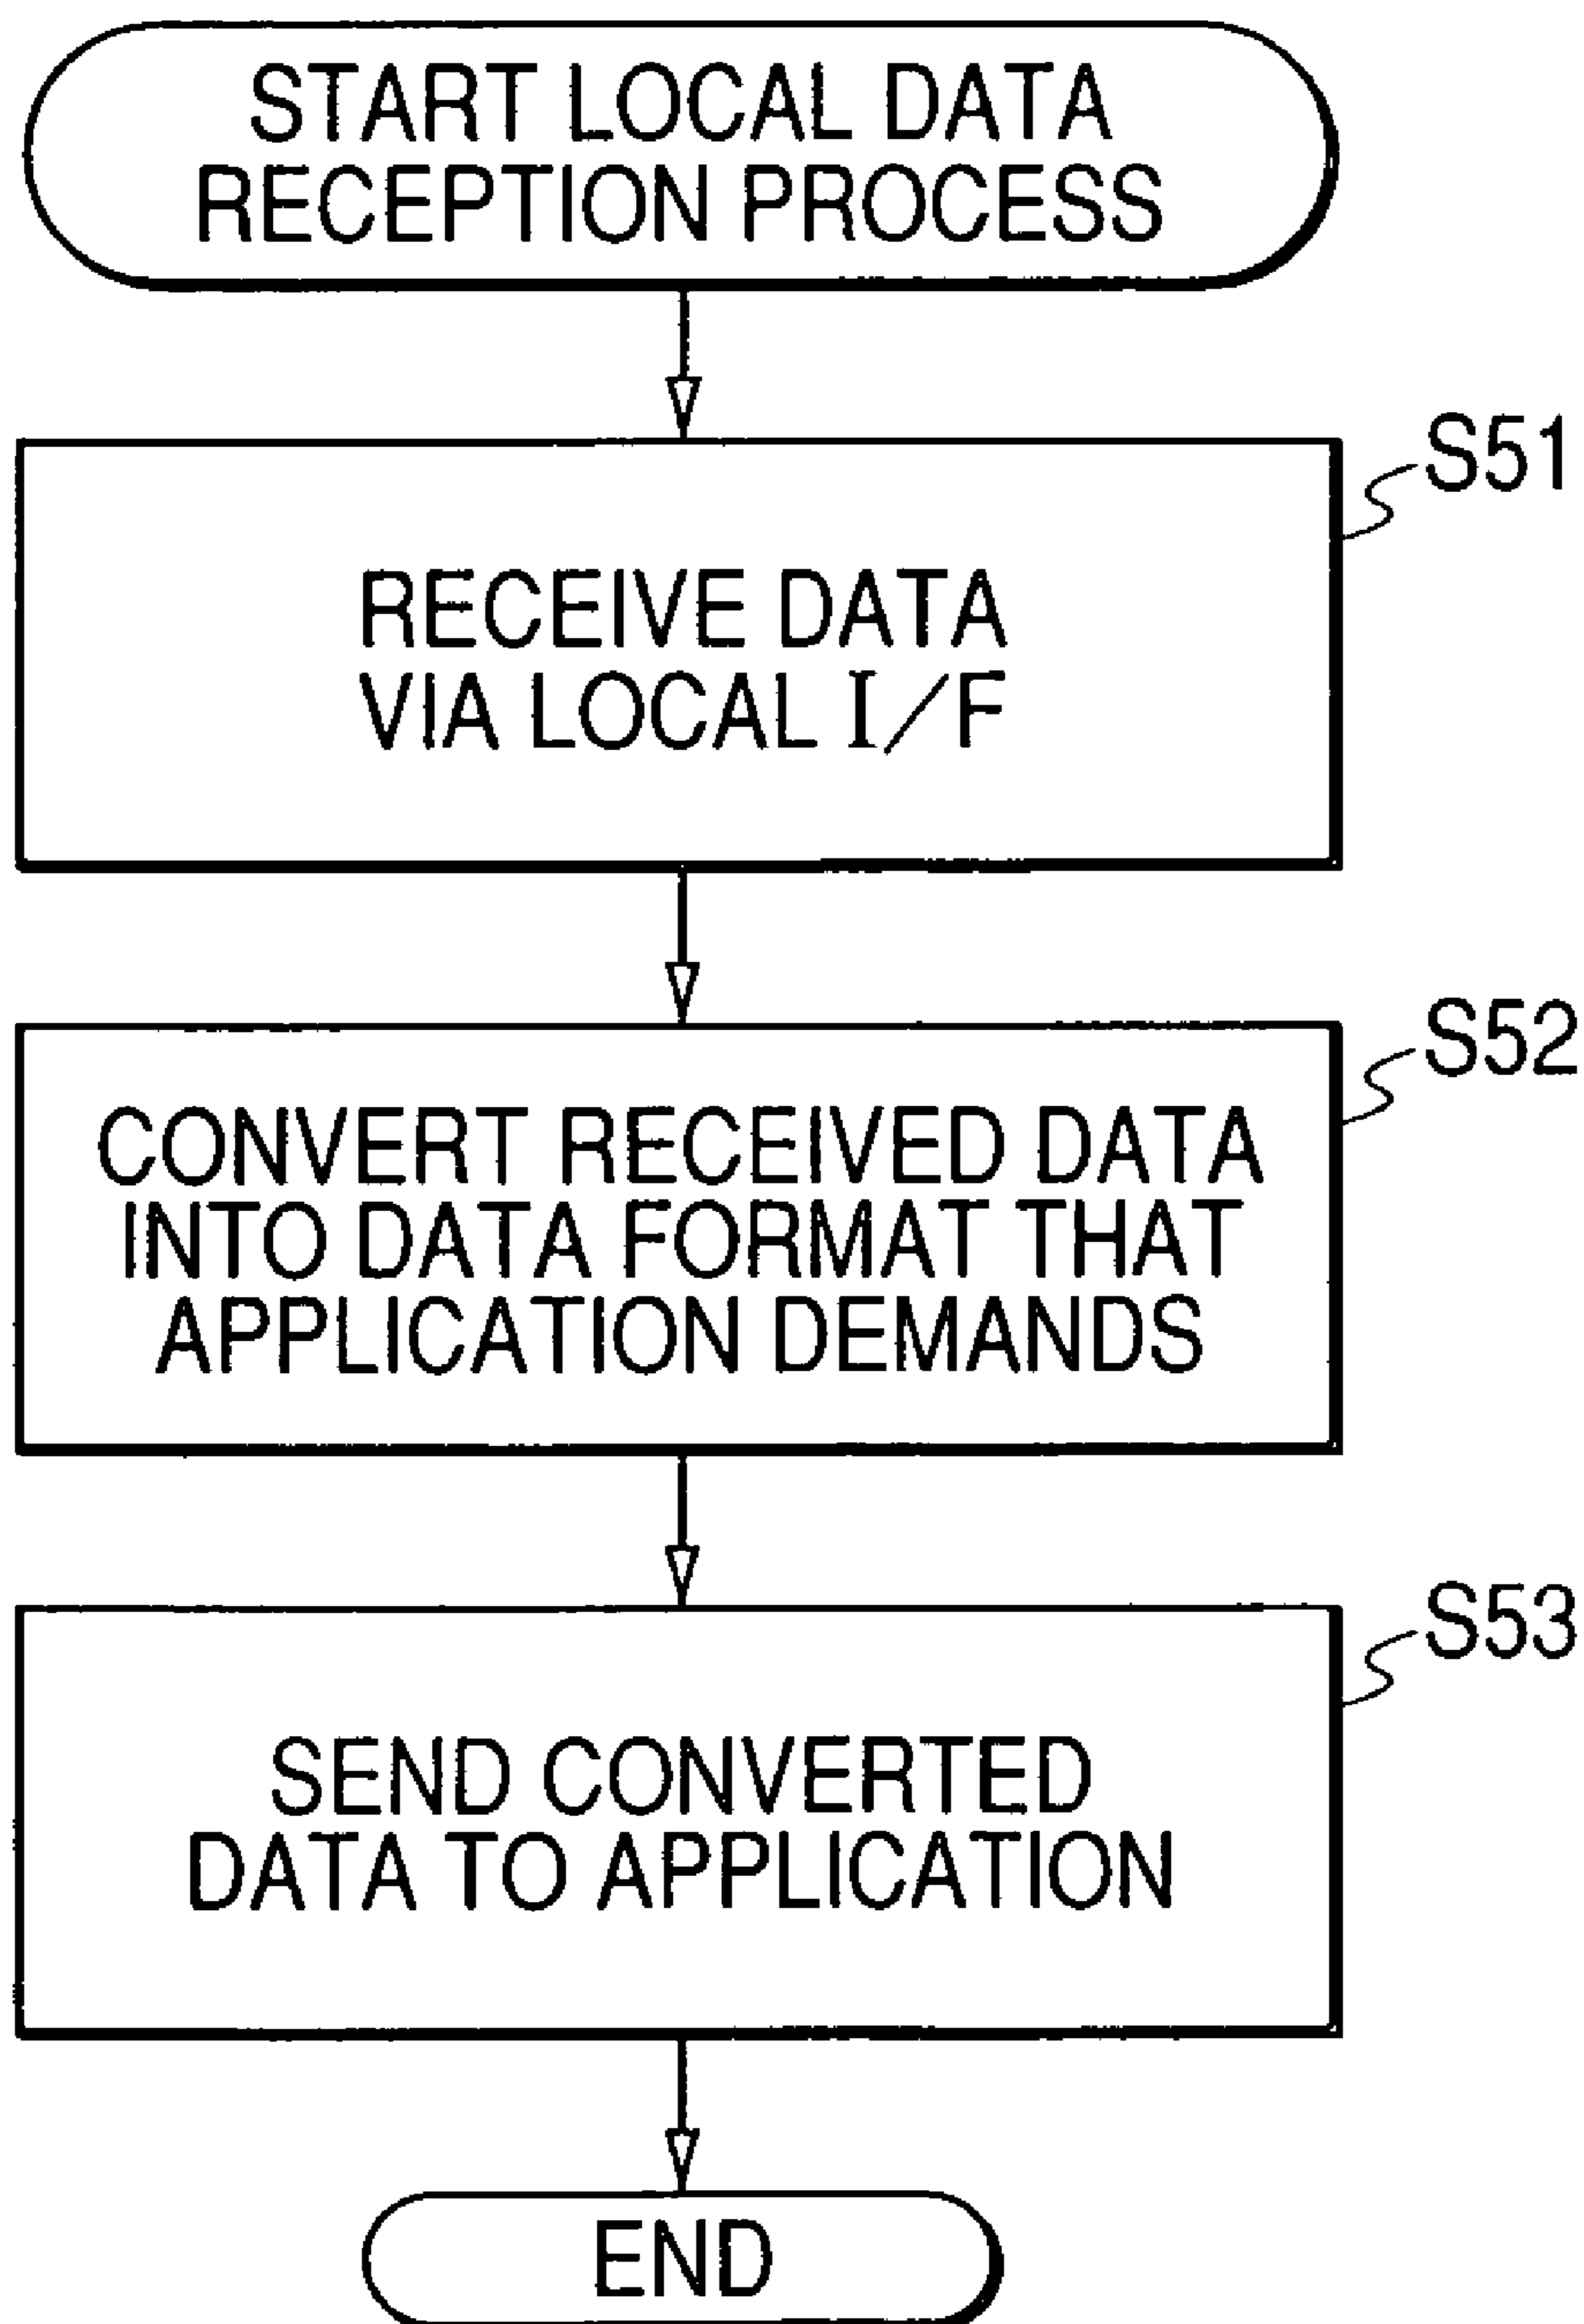 START LOCAL DATA
RECEPTION PROCESS
S51
RECEIVE DATA
VIA LOCAL I/F
S52
CONVERT RECEIVED DATA
INTO DATA FORMAT THAT
APPLICATION DEMANDS
S53
SEND CONVERTED
DATA TO APPLICATION
END